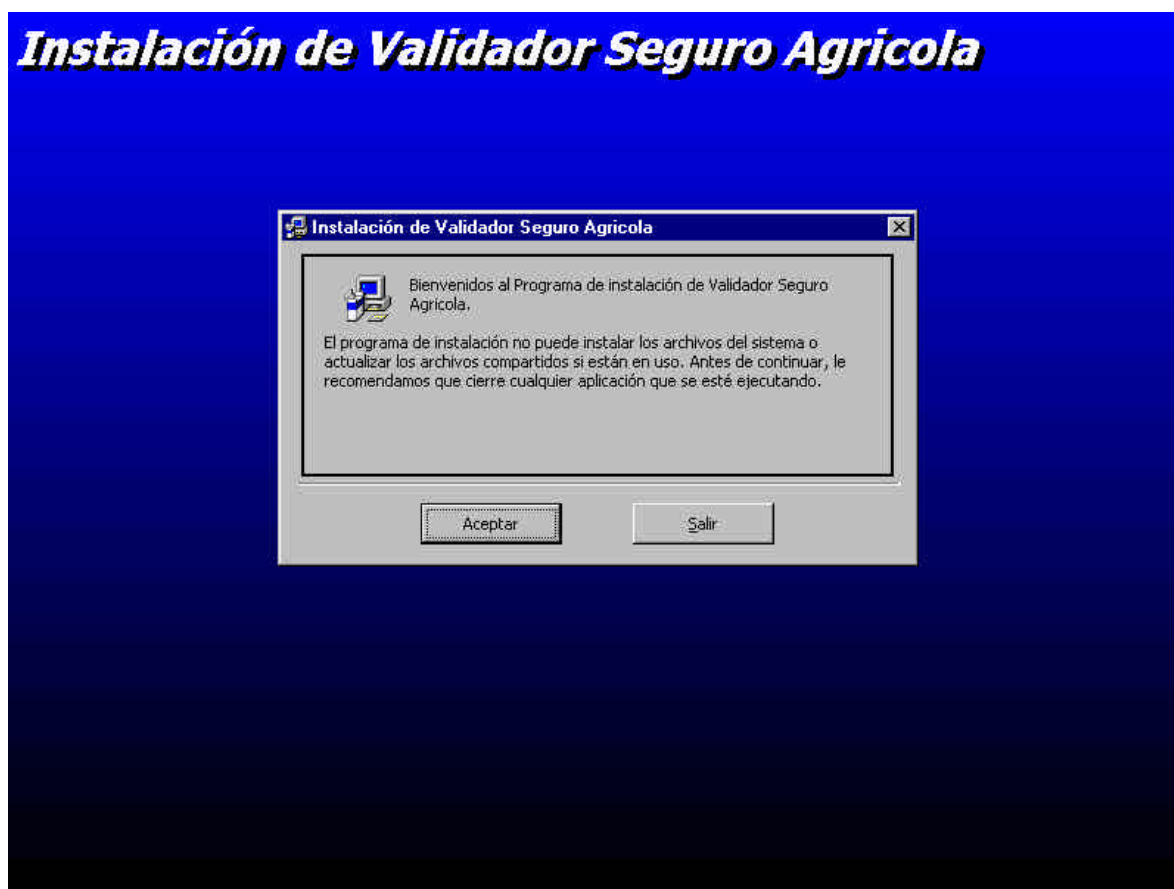 Instalación de Validador Seguro Agricola
Instalación de Validador Seguro Agricola
Bienvenidos al Programa de instalación de Validador Seguro
Agricola.
El programa de instalación no puede instalar los archivos del sistema o
actualizar los archivos compartidos si están en uso. Antes de continuar, le
recomendamos que cierre cualquier aplicación que se esté ejecutando.
Aceptar
Salir